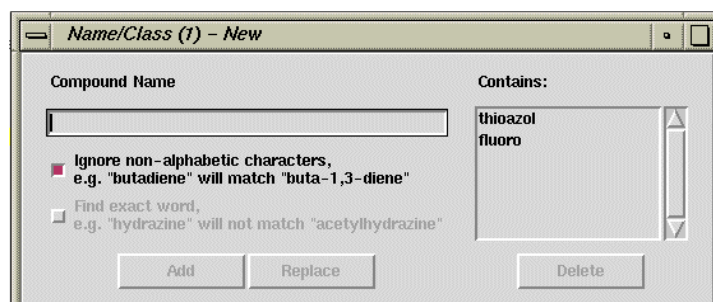 Name/Class (1) - New
Compound Name
Contains:
thioazol
fluoro
Ignore non-alphabetic characters,
e.g. "butadiene" will match "buta-1,3-diene"
Find exact word,
e.g. "hydrazine" will not match "acetylhydrazine"
Add
Replace
Delete